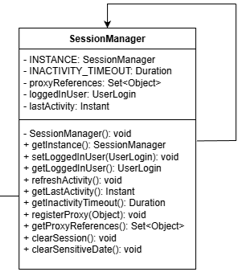 SessionManager
- INSTANCE: SessionManager
- INACTIVITY_TIMEOUT: Duration
- proxyReferences: Set<Object>
- loggedInUser: UserLogin
- lastActivity: Instant
- SessionManager(): void
+ getInstance(): SessionManager
+ setLoggedInUser(UserLogin): void
+ getLoggedInUser(): UserLogin
+ refreshActivity(): void
+ getLastActivity(): Instant
+ getInactivityTimeout(): Duration
+ registerProxy(Object): void
+ getProxyReferences(): Set<Object>
+ clearSession(): void
+ clearSensitiveDate(): void